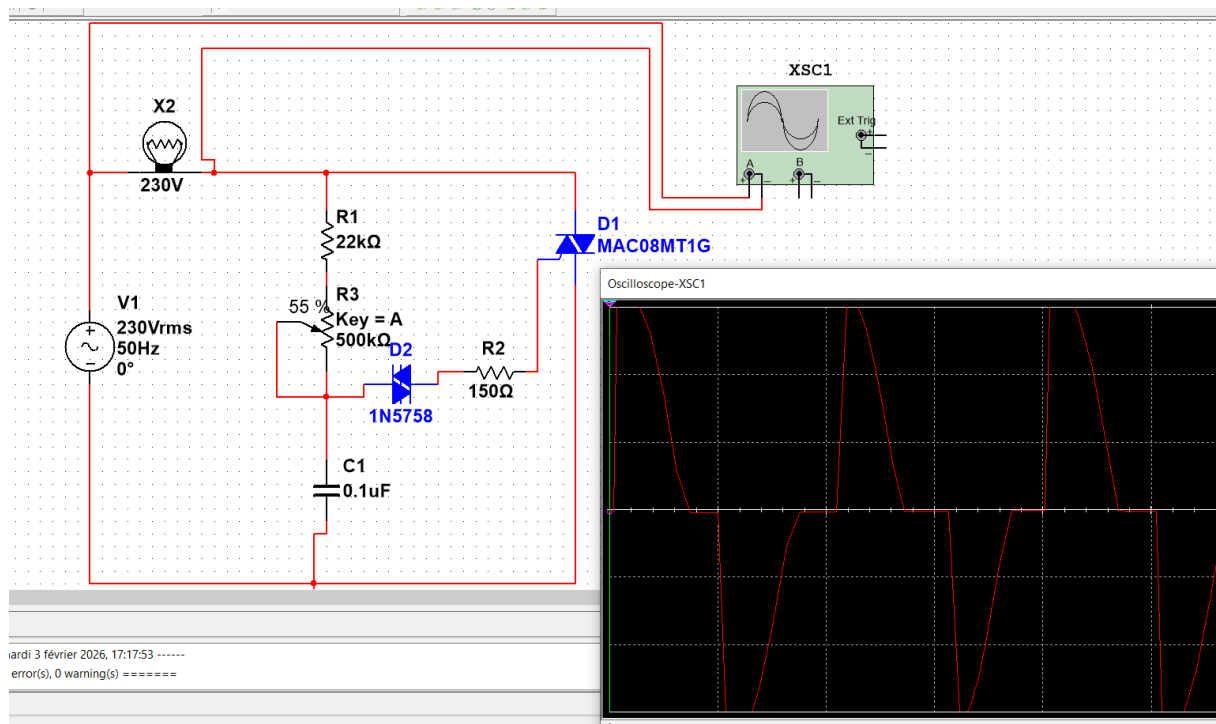 XSC1
Ext Trig
+
−
A
B
+ −
+ −
X2
230V
R1
22kΩ
D1
MAC08MT1G
Oscilloscope-XSC1
V1
230Vrms
50Hz
0°
55 %
R3
Key = A
500kΩ
D2
1N5758
R2
150Ω
C1
0.1uF
ardi 3 février 2026, 17:17:53 ------
error(s), 0 warning(s) =======